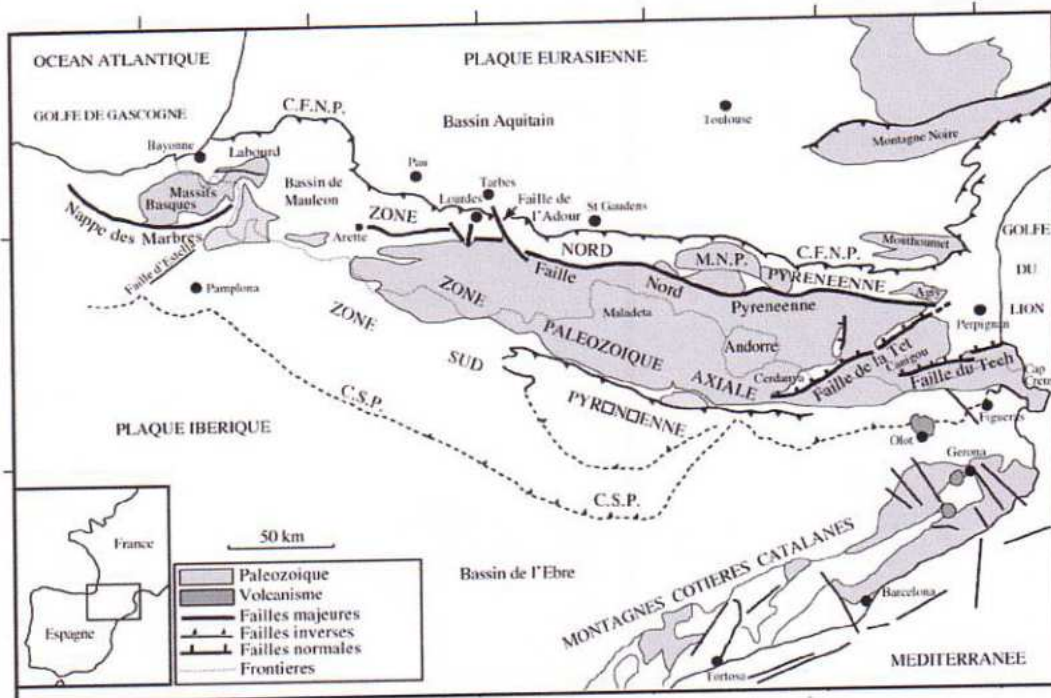 OCEAN ATLANTIQUE
PLAQUE EURASIENNE
GOLFE DE GASCOGNE
C.F.N.P.
Bassin Aquitain
Toulouse
Montagne Noire
Bayonne
Labourd
Pau
Tarbes
Massifs
Basques
Bassin de
Mauleon
Lourdes
Faille de
l'Adour
St Gaudens
ZONE
NORD
PYRENEENNE
Nappe des Marbres
Arette
M.N.P.
C.F.N.P.
Mouthoumet
GOLFE
DU
LION
Faille d'Estella
Faille
Nord
Pyreneenne
Agly
Pamplona
ZONE
PALEOZOIQUE
AXIALE
Maladeta
Andorre
Perpignan
ZONE
SUD
PYR□N□ENNE
Cerdanya
Faille de la Tet
Canigou
Faille du Tech
Cap
Creus
C.S.P.
Figueras
PLAQUE IBERIQUE
Olot
Gerona
C.S.P.
50 km
France
Espagne
Paleozoique
Volcanisme
Failles majeures
Failles inverses
Failles normales
Frontieres
Bassin de l'Ebre
MONTAGNES COTIERES CATALANES
Barcelona
Tortosa
MEDITERRANEE